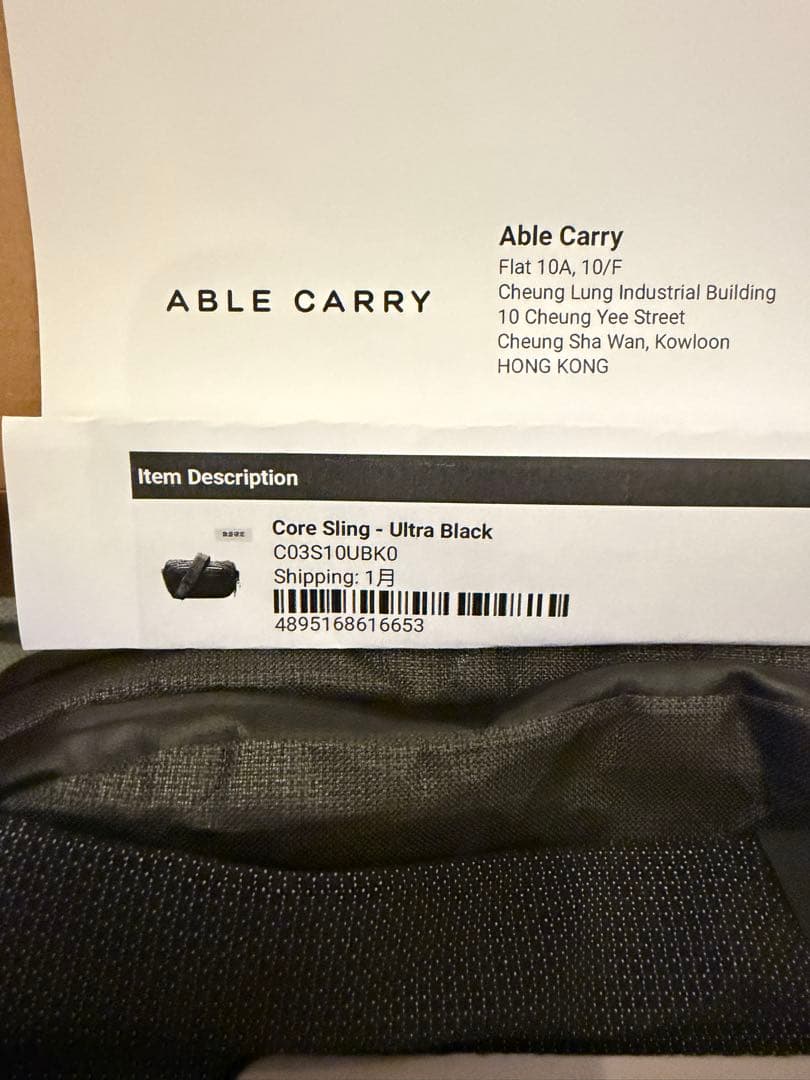 ABLE CARRY
Able Carry
Flat 10A, 10/F
Cheung Lung Industrial Building
10 Cheung Yee Street
Cheung Sha Wan, Kowloon
HONG KONG
Item Description
Core Sling - Ultra Black
C03S10UBK0
Shipping: 1月
4895168616653